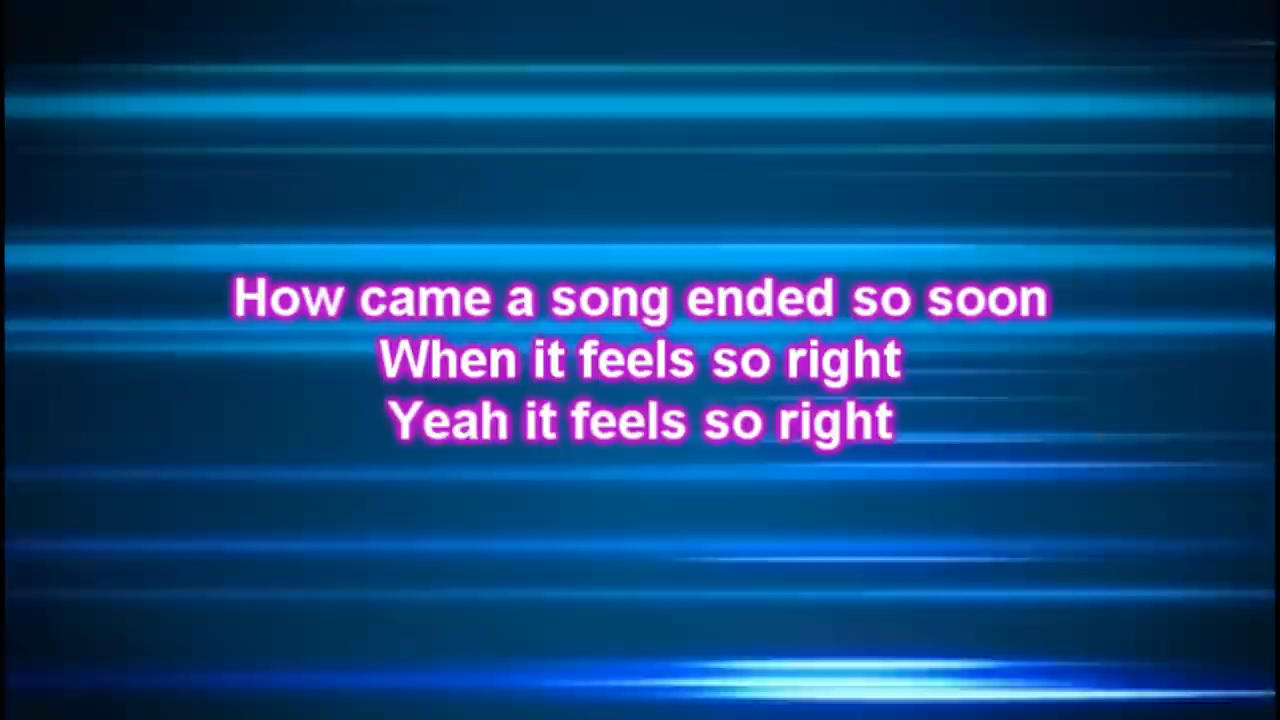 How came a song ended so soon
When it feels so right
Yeah it feels so right